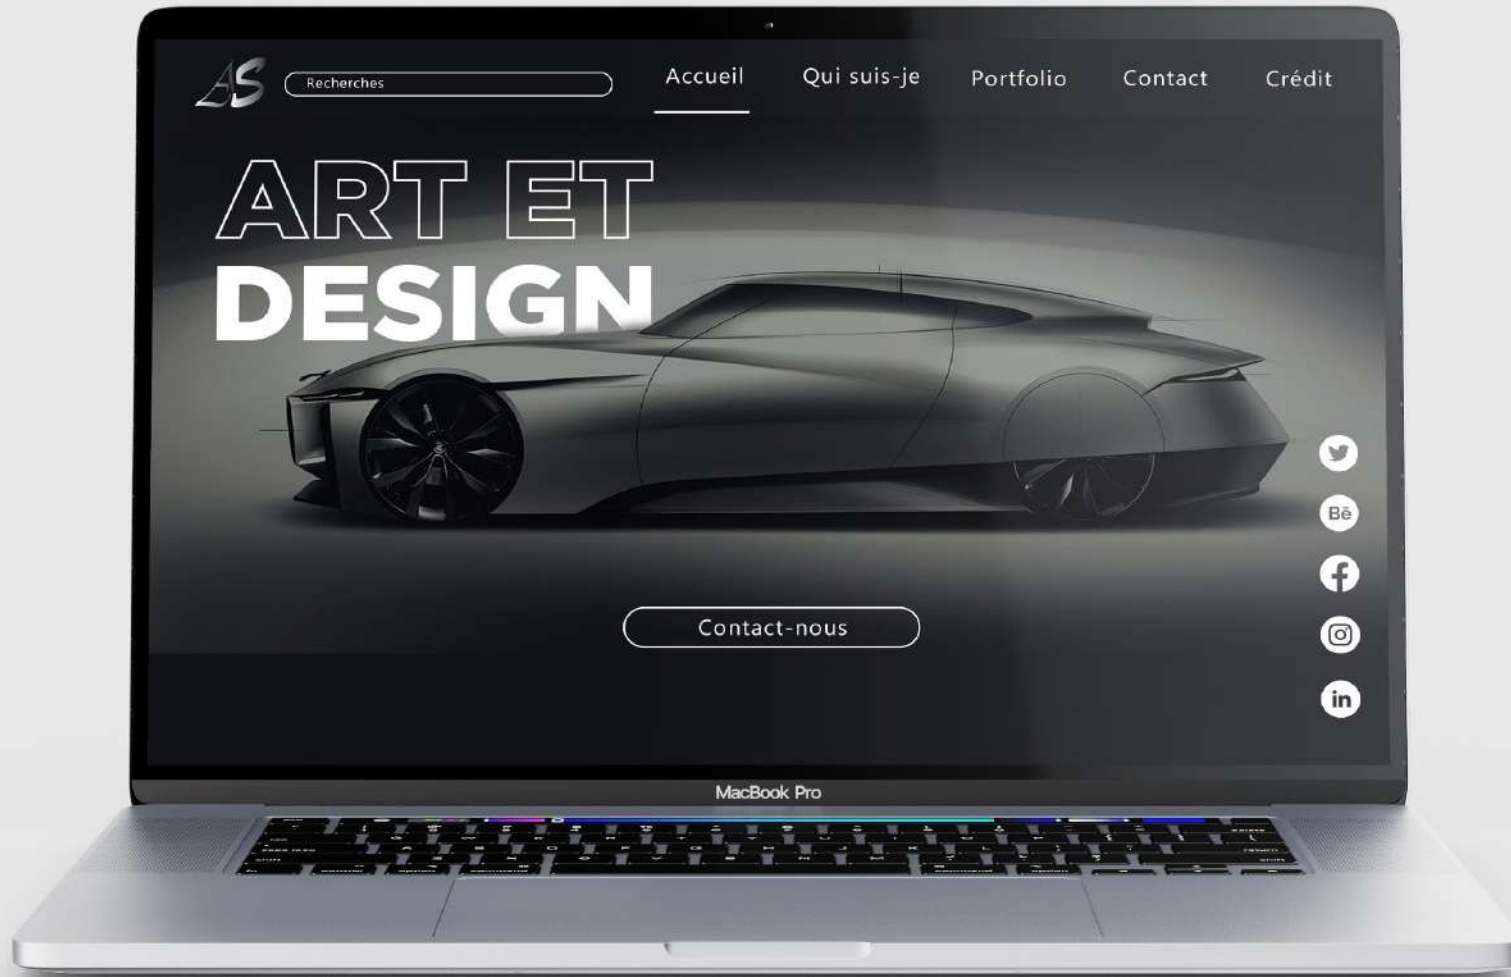 AS
Recherches
Accueil Qui suis-je Portfolio Contact Crédit
ART ET
DESIGN
Bē
in
Contact-nous
MacBook Pro